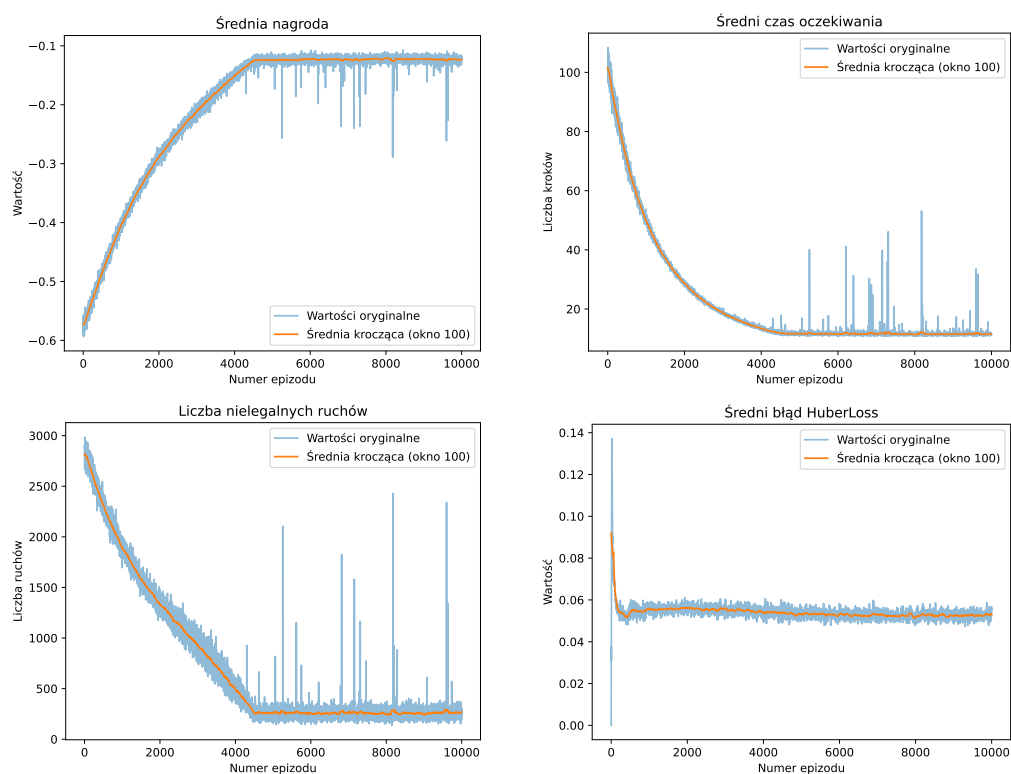 Średnia nagroda
−0.1
−0.2
−0.3
−0.4
−0.5
−0.6
Wartość
0 2000 4000 6000 8000 10000
Numer epizodu
Wartości oryginalne
Średnia krocząca (okno 100)
Średni czas oczekiwania
100
80
60
40
20
Liczba kroków
0 2000 4000 6000 8000 10000
Numer epizodu
Wartości oryginalne
Średnia krocząca (okno 100)
Liczba nielegalnych ruchów
3000
2500
2000
1500
1000
500
0
Liczba ruchów
0 2000 4000 6000 8000 10000
Numer epizodu
Wartości oryginalne
Średnia krocząca (okno 100)
Średni błąd HuberLoss
0.14
0.12
0.10
0.08
0.06
0.04
0.02
0.00
Wartość
0 2000 4000 6000 8000 10000
Numer epizodu
Wartości oryginalne
Średnia krocząca (okno 100)